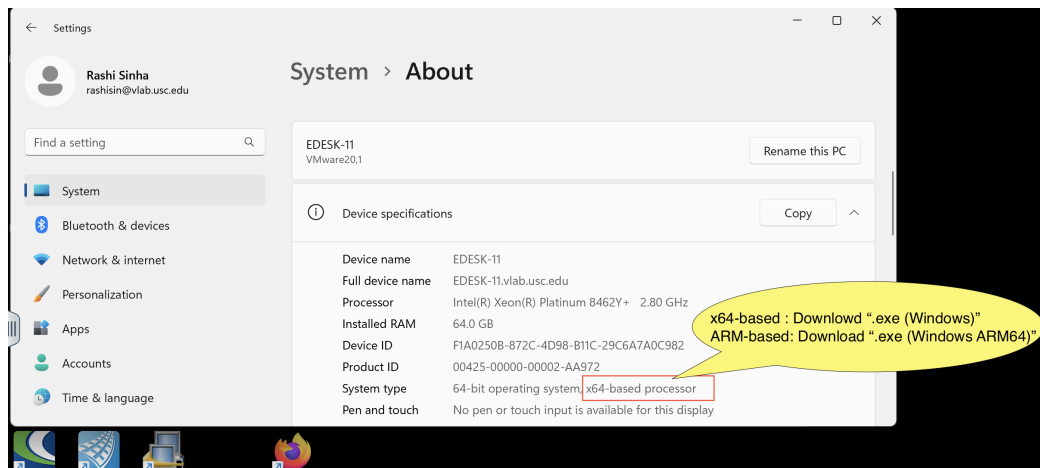 Settings
Rashi Sinha
rashisin@vlab.usc.edu
Find a setting
System
Bluetooth & devices
Network & internet
Personalization
Apps
Accounts
Time & language
System > About
EDESK-11
VMware20,1
Rename this PC
Device specifications
Copy
Device name EDESK-11
Full device name EDESK-11.vlab.usc.edu
Processor Intel(R) Xeon(R) Platinum 8462Y+ 2.80 GHz
Installed RAM 64.0 GB
Device ID F1A0250B-872C-4D98-B11C-29C6A7A0C982
Product ID 00425-00000-00002-AA972
System type 64-bit operating system, x64-based processor
Pen and touch No pen or touch input is available for this display
x64-based : Downlowd “.exe (Windows)”
ARM-based: Download “.exe (Windows ARM64)”